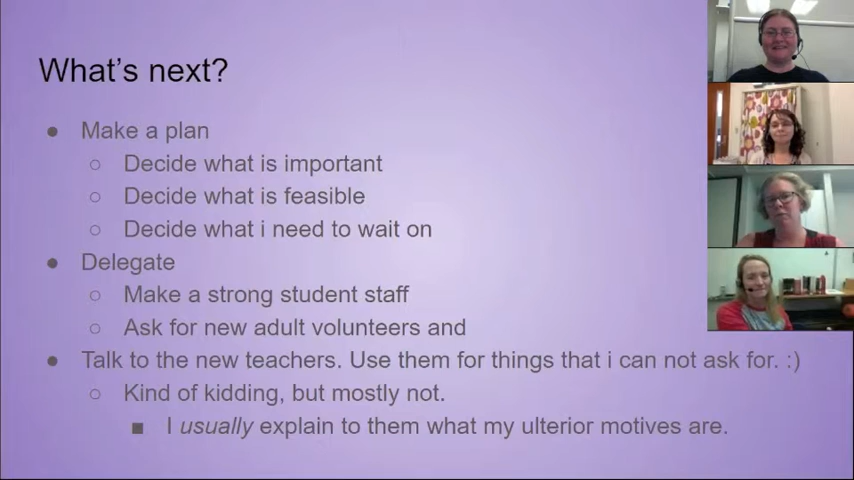 What's next?
● Make a plan
○ Decide what is important
○ Decide what is feasible
○ Decide what i need to wait on
● Delegate
○ Make a strong student staff
○ Ask for new adult volunteers and
● Talk to the new teachers. Use them for things that i can not ask for. :)
○ Kind of kidding, but mostly not.
■ I usually explain to them what my ulterior motives are.